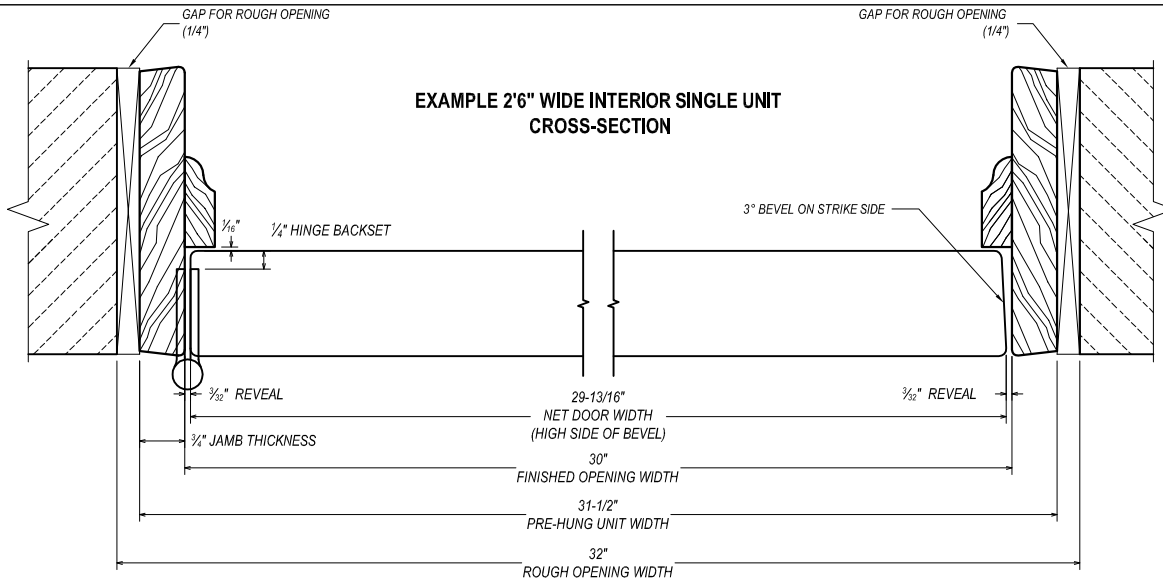 GAP FOR ROUGH OPENING
(1/4")
GAP FOR ROUGH OPENING
(1/4")
EXAMPLE 2'6" WIDE INTERIOR SINGLE UNIT
CROSS-SECTION
1/16"
1/4" HINGE BACKSET
3° BEVEL ON STRIKE SIDE
3/32" REVEAL
29-13/16"
NET DOOR WIDTH
(HIGH SIDE OF BEVEL)
3/32" REVEAL
3/4" JAMB THICKNESS
30"
FINISHED OPENING WIDTH
31-1/2"
PRE-HUNG UNIT WIDTH
32"
ROUGH OPENING WIDTH